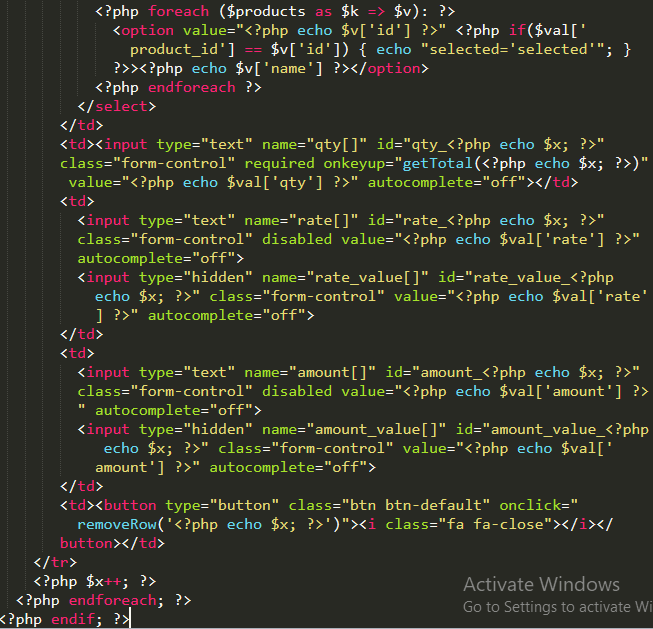 <?php foreach ($products as $k => $v): ?>
<option value="<?php echo $v['id'] ?>" <?php if($val['
product_id'] == $v['id']) { echo "selected='selected'"; }
?>><?php echo $v['name'] ?></option>
<?php endforeach ?>
</select>
</td>
<td><input type="text" name="qty[]" id="qty_<?php echo $x; ?>"
class="form-control" required onkeyup="getTotal(<?php echo $x; ?>)"
value="<?php echo $val['qty'] ?>" autocomplete="off"></td>
<td>
<input type="text" name="rate[]" id="rate_<?php echo $x; ?>"
class="form-control" disabled value="<?php echo $val['rate'] ?>"
autocomplete="off">
<input type="hidden" name="rate_value[]" id="rate_value_<?php
echo $x; ?>" class="form-control" value="<?php echo $val['rate'
] ?>" autocomplete="off">
</td>
<td>
<input type="text" name="amount[]" id="amount_<?php echo $x; ?>"
class="form-control" disabled value="<?php echo $val['amount'] ?>
" autocomplete="off">
<input type="hidden" name="amount_value[]" id="amount_value_<?php
echo $x; ?>" class="form-control" value="<?php echo $val['
amount'] ?>" autocomplete="off">
</td>
<td><button type="button" class="btn btn-default" onclick="
removeRow('<?php echo $x; ?>')"><i class="fa fa-close"></i></
button></td>
</tr>
<?php $x++; ?>
<?php endforeach; ?>
<?php endif; ?>
Activate Windows
Go to Settings to activate Wi